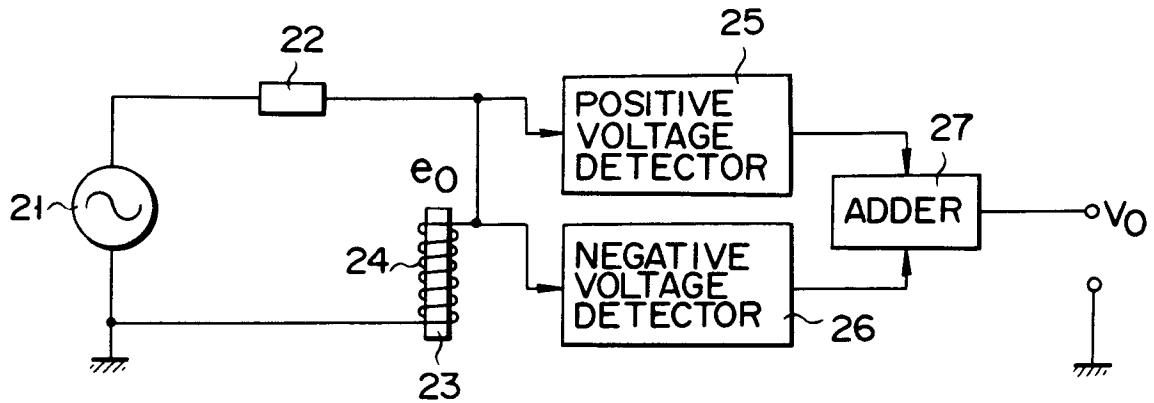 22
25
POSITIVE
VOLTAGE
DETECTOR
27
e0
21
ADDER
V0
24
NEGATIVE
VOLTAGE
DETECTOR
26
23